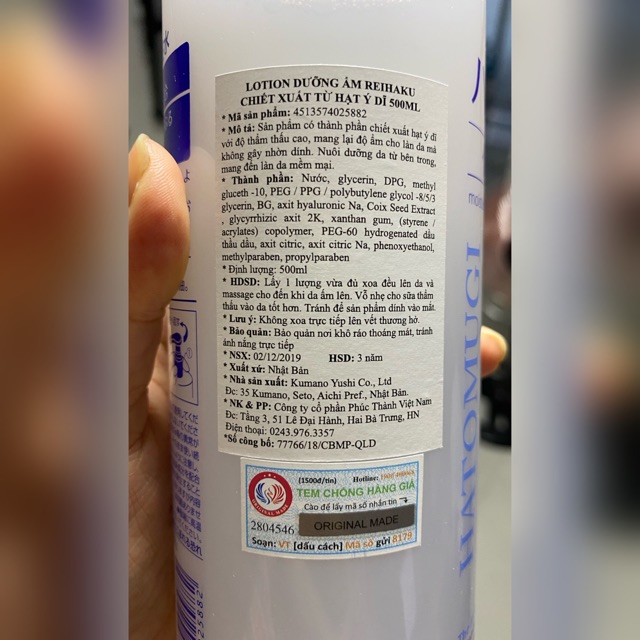 LOTION DƯỠNG ẨM REIHAKU
CHIẾT XUẤT TỪ HẠT Ý DĨ 500ML
* Mã sản phẩm: 4513574025882
* Mô tả: Sản phẩm có thành phần chiết xuất hạt ý dĩ
với độ thẩm thấu cao, mang lại độ ẩm cho làn da mà
không gây nhờn dính. Nuôi dưỡng da từ bên trong,
mang đến làn da mềm mại.
* Thành phần: Nước, glycerin, DPG, methyl
gluceth -10, PEG / PPG / polybutylene glycol -8/5/3
glycerin, BG, axit hyaluronic Na, Coix Seed Extract
, glycyrrhizic axit 2K, xanthan gum, (styrene /
acrylates) copolymer, PEG-60 hydrogenated dầu
thầu dầu, axit citric, axit citric Na, phenoxyethanol,
methylparaben, propylparaben
* Định lượng: 500ml
* HDSD: Lấy 1 lượng vừa đủ xoa đều lên da và
massage cho đến khi da ấm lên. Vỗ nhẹ cho sữa thẩm
thấu vào da tốt hơn. Tránh để sản phẩm dính vào mắt.
* Lưu ý: Không xoa trực tiếp lên vết thương hở.
* Bảo quản: Bảo quản nơi khô ráo thoáng mát, tránh
ánh nắng trực tiếp
* NSX: 02/12/2019 HSD: 3 năm
* Xuất xứ: Nhật Bản
* Nhà sản xuất: Kumano Yushi Co., Ltd
Đc: 35 Kumano, Seto, Aichi Pref., Nhật Bản.
* NK & PP: Công ty cổ phần Phúc Thành Việt Nam
Đc: Tầng 3, 51 Lê Đại Hành, Hai Bà Trưng, HN
Điện thoại: 0243.976.3357
*Số công bố: 77766/18/CBMP-QLD
(1500đ/tin) Hotline:
TEM CHỐNG HÀNG GIẢ
Cào để lấy mã số nhắn tin
ORIGINAL MADE
2804546
Soạn: VT [dấu cách] Mã số gửi 8179
ORIGINAL MADE
HATOMUGI